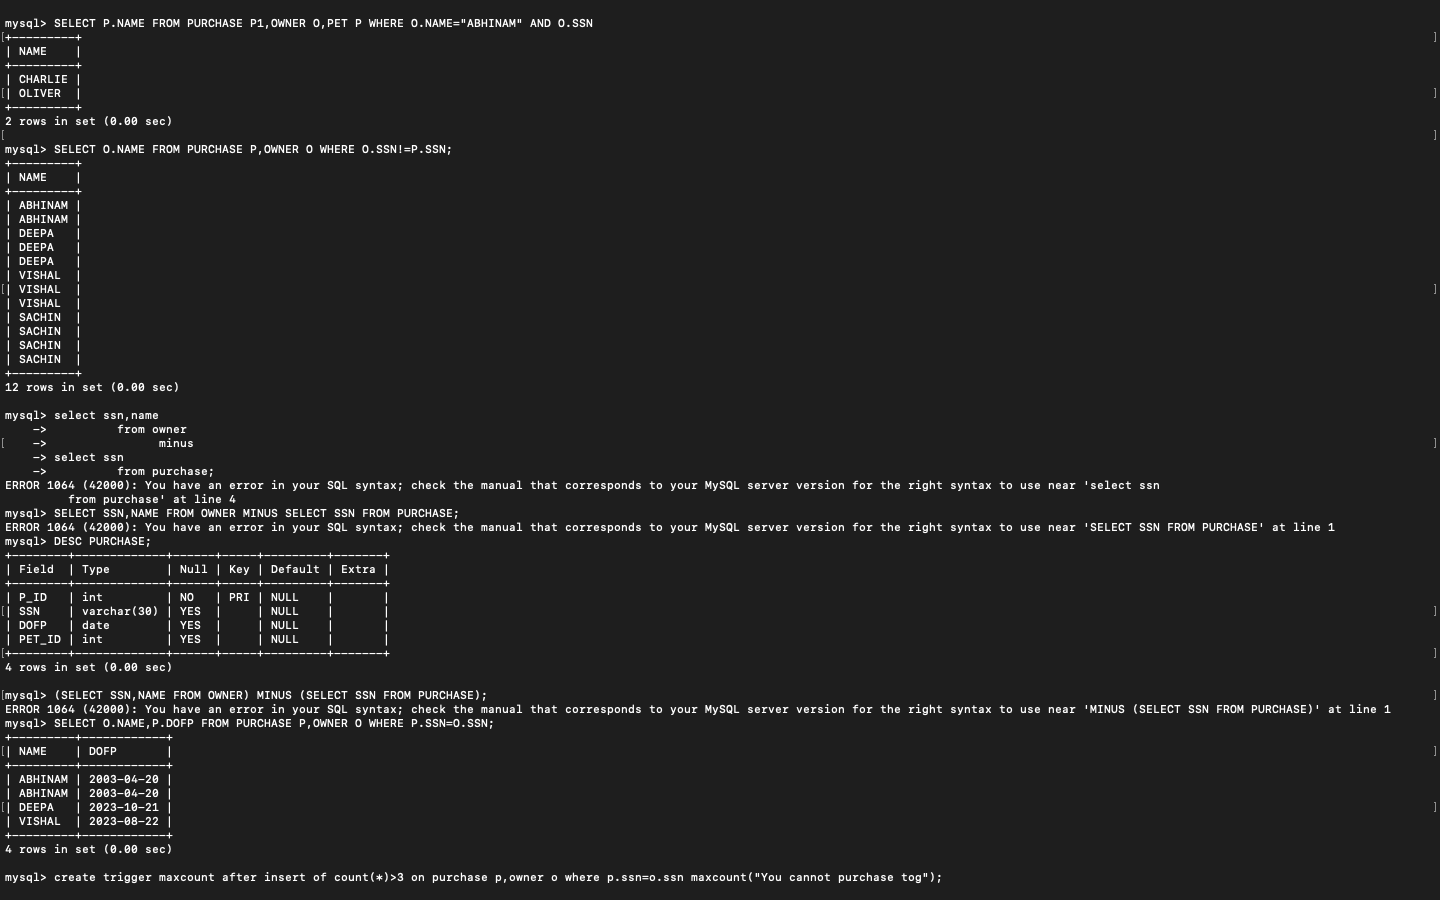 mysql> SELECT P.NAME FROM PURCHASE P1,OWNER O,PET P WHERE O.NAME="ABHINAM" AND O.SSN
[+---------+ ]
| NAME    |
+---------+
| CHARLIE |
[| OLIVER  | ]
+---------+
2 rows in set (0.00 sec)
[ ]
mysql> SELECT O.NAME FROM PURCHASE P,OWNER O WHERE O.SSN!=P.SSN;
+---------+
| NAME    |
+---------+
| ABHINAM |
| ABHINAM |
| DEEPA   |
| DEEPA   |
| DEEPA   |
| VISHAL  |
[| VISHAL  | ]
| VISHAL  |
| SACHIN  |
| SACHIN  |
| SACHIN  |
| SACHIN  |
+---------+
12 rows in set (0.00 sec)
mysql> select ssn,name
    ->          from owner
[    ->                minus ]
    -> select ssn
    ->          from purchase;
ERROR 1064 (42000): You have an error in your SQL syntax; check the manual that corresponds to your MySQL server version for the right syntax to use near 'select ssn
         from purchase' at line 4
mysql> SELECT SSN,NAME FROM OWNER MINUS SELECT SSN FROM PURCHASE;
ERROR 1064 (42000): You have an error in your SQL syntax; check the manual that corresponds to your MySQL server version for the right syntax to use near 'SELECT SSN FROM PURCHASE' at line 1
mysql> DESC PURCHASE;
+--------+-------------+------+-----+---------+-------+
| Field  | Type        | Null | Key | Default | Extra |
+--------+-------------+------+-----+---------+-------+
| P_ID   | int         | NO   | PRI | NULL    |       |
[| SSN    | varchar(30) | YES  |     | NULL    |       | ]
| DOFP   | date        | YES  |     | NULL    |       |
| PET_ID | int         | YES  |     | NULL    |       |
[+--------+-------------+------+-----+---------+-------+ ]
4 rows in set (0.00 sec)
[mysql> (SELECT SSN,NAME FROM OWNER) MINUS (SELECT SSN FROM PURCHASE); ]
ERROR 1064 (42000): You have an error in your SQL syntax; check the manual that corresponds to your MySQL server version for the right syntax to use near 'MINUS (SELECT SSN FROM PURCHASE)' at line 1
mysql> SELECT O.NAME,P.DOFP FROM PURCHASE P,OWNER O WHERE P.SSN=O.SSN;
+---------+------------+
[| NAME    | DOFP       | ]
+---------+------------+
| ABHINAM | 2003-04-20 |
| ABHINAM | 2003-04-20 |
[| DEEPA   | 2023-10-21 | ]
| VISHAL  | 2023-08-22 |
+---------+------------+
4 rows in set (0.00 sec)
mysql> create trigger maxcount after insert of count(*)>3 on purchase p,owner o where p.ssn=o.ssn maxcount("You cannot purchase tog");